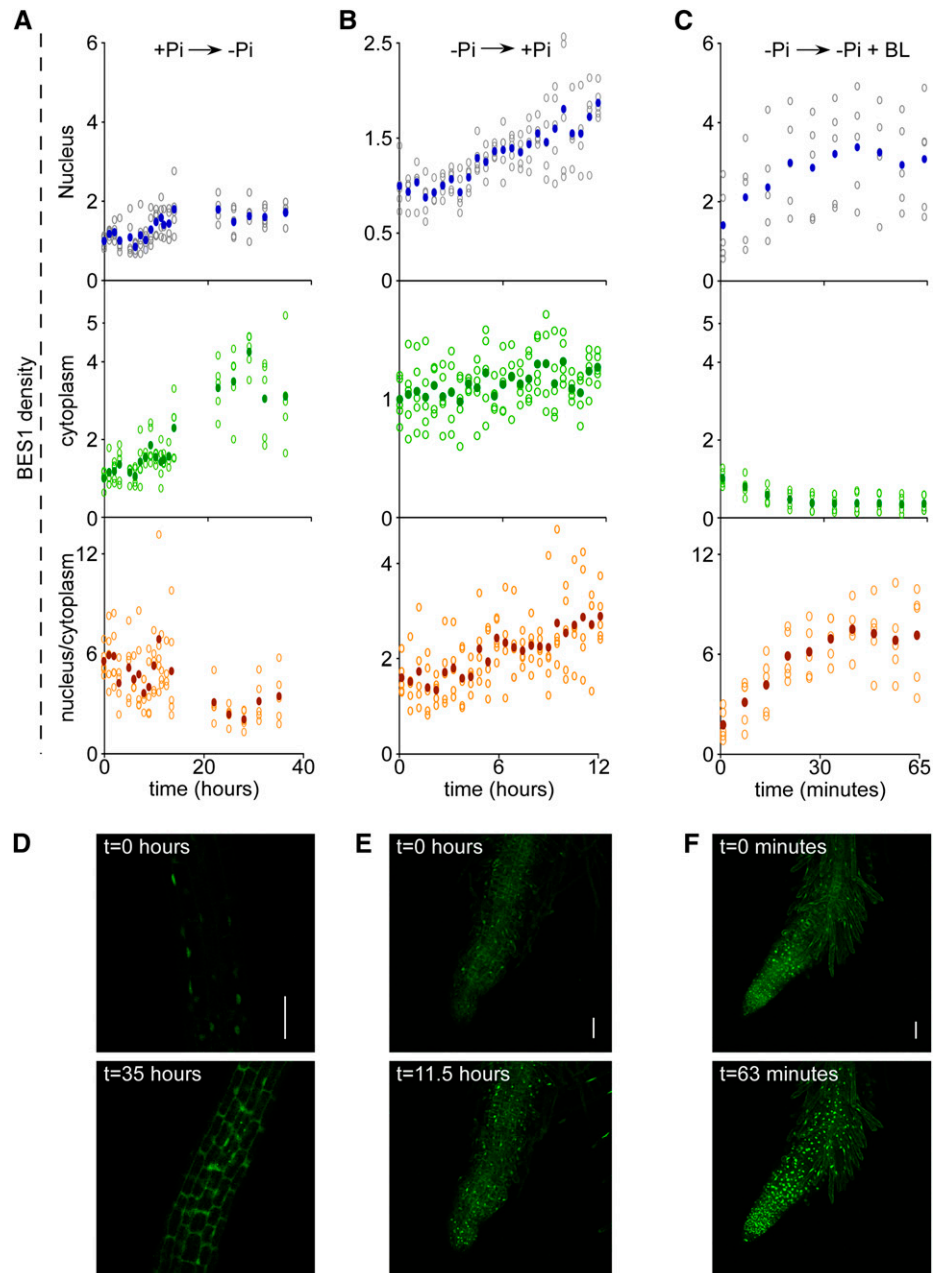 A
B
C
+Pi → -Pi
-Pi → +Pi
-Pi → -Pi + BL
BES1 density
Nucleus
6
4
2
0
2.5
1.5
0.5
0
6
4
2
0
cytoplasm
5
2
0
1
0
5
2
0
nucleus/cytoplasm
12
6
0
4
2
0
12
6
0
0 20 40
0 6 12
0 30 65
time (hours)
time (hours)
time (minutes)
D
E
F
t=0 hours
t=0 hours
t=0 minutes
t=35 hours
t=11.5 hours
t=63 minutes